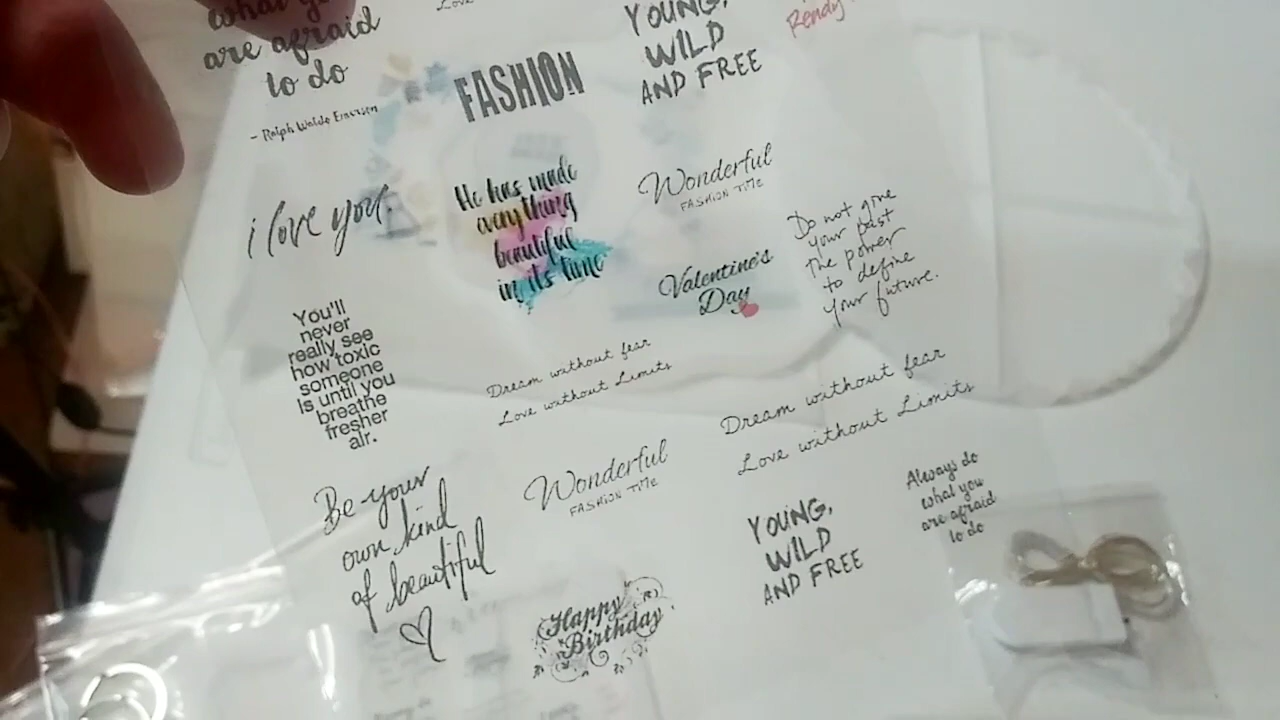 what
are afraid
to do
- Ralph Waldo Emerson
Love
FASHION
YOUNG,
WILD
AND FREE
Ready
i love you
He has made
everything
beautiful
in its time
Wonderful
FASHION TIME
Valentine's
Day
Do not give
your past
the power
to define
your future.
You'll
never
really see
how toxic
someone
is until you
breathe
fresher
air.
Dream without fear
Love without Limits
Dream without fear
Love without Limits
Be your
own kind
of beautiful
Wonderful
FASHION TIME
YOUNG,
WILD
AND FREE
Always do
what you
are afraid
to do
Happy
Birthday